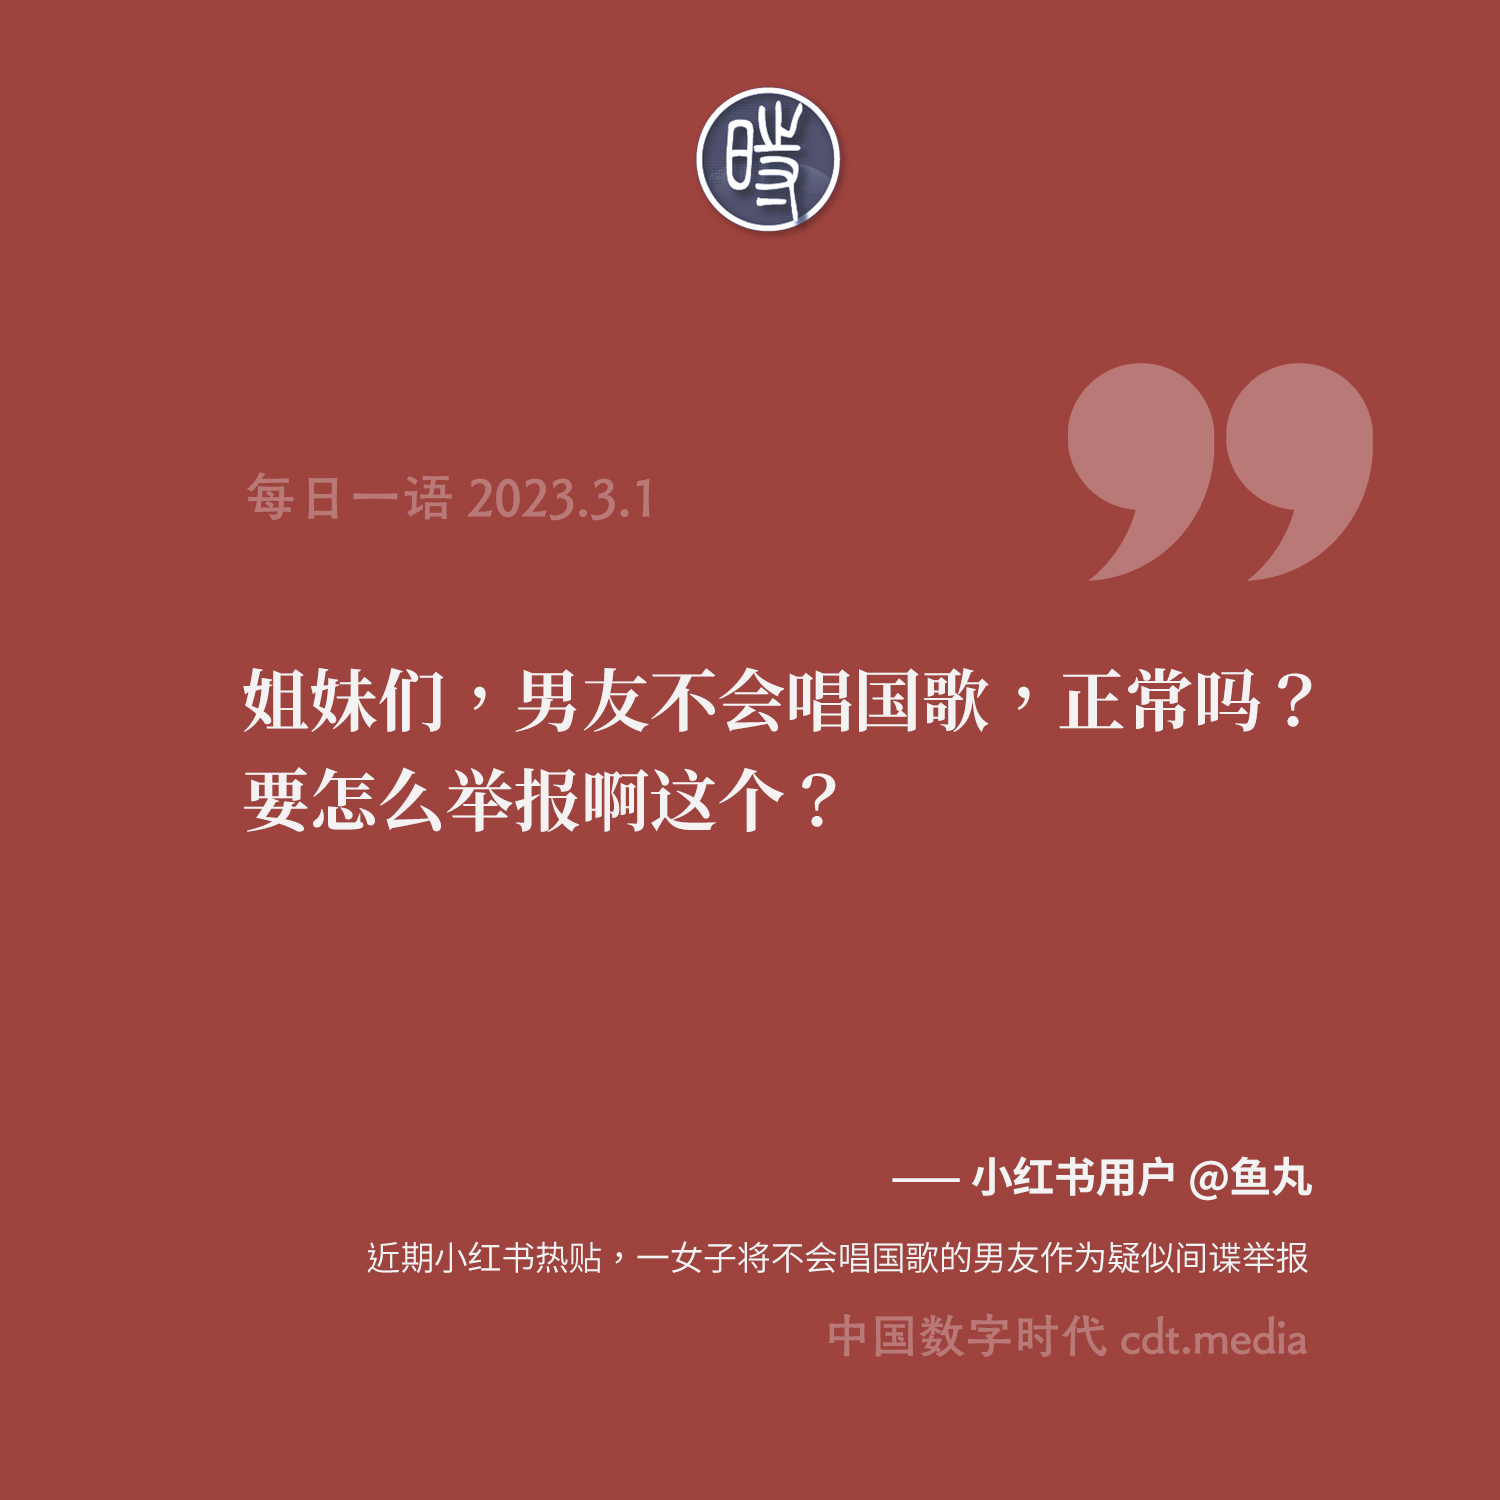 時
每日一语 2023.3.1
姐妹们，男友不会唱国歌，正常吗？
要怎么举报啊这个？
—— 小红书用户 @鱼丸
近期小红书热贴，一女子将不会唱国歌的男友作为疑似间谍举报
中国数字时代 cdt.media